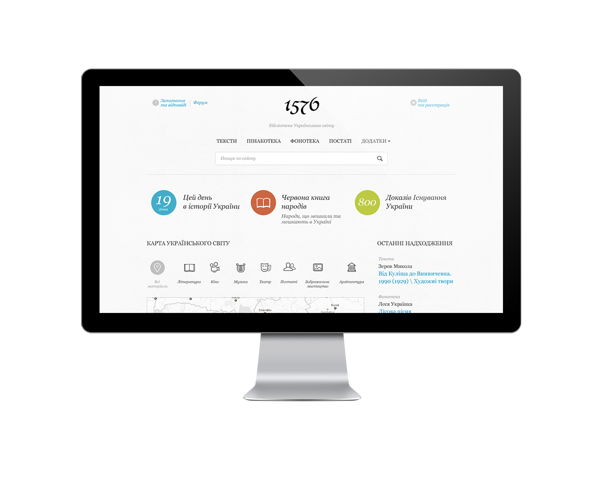 Запитання
та відповіді
Форум
1576
Вхід
та реєстрація
Бібліотека Українського світу
ТЕКСТИ ПІНАКОТЕКА ФОНОТЕКА ПОСТАТІ ДОДАТКИ
Пошук по сайту
19
січень
Цей день
в історії України
Червона книга
народів
Народи, що мешкали та
мешкають в Україні
800
Доказів Існування
України
КАРТА УКРАЇНСЬКОГО СВІТУ
ОСТАННІ НАДХОДЖЕННЯ
Всі
Література
Кіно
Музика
Театр
Постаті
мистецтво
Архітектура
Тексти
Зеров Микола
Від Куліша до Винниченка.
1990 (1929) \ Художні твори
Фонотека
Леся Українка
Лісова пісня